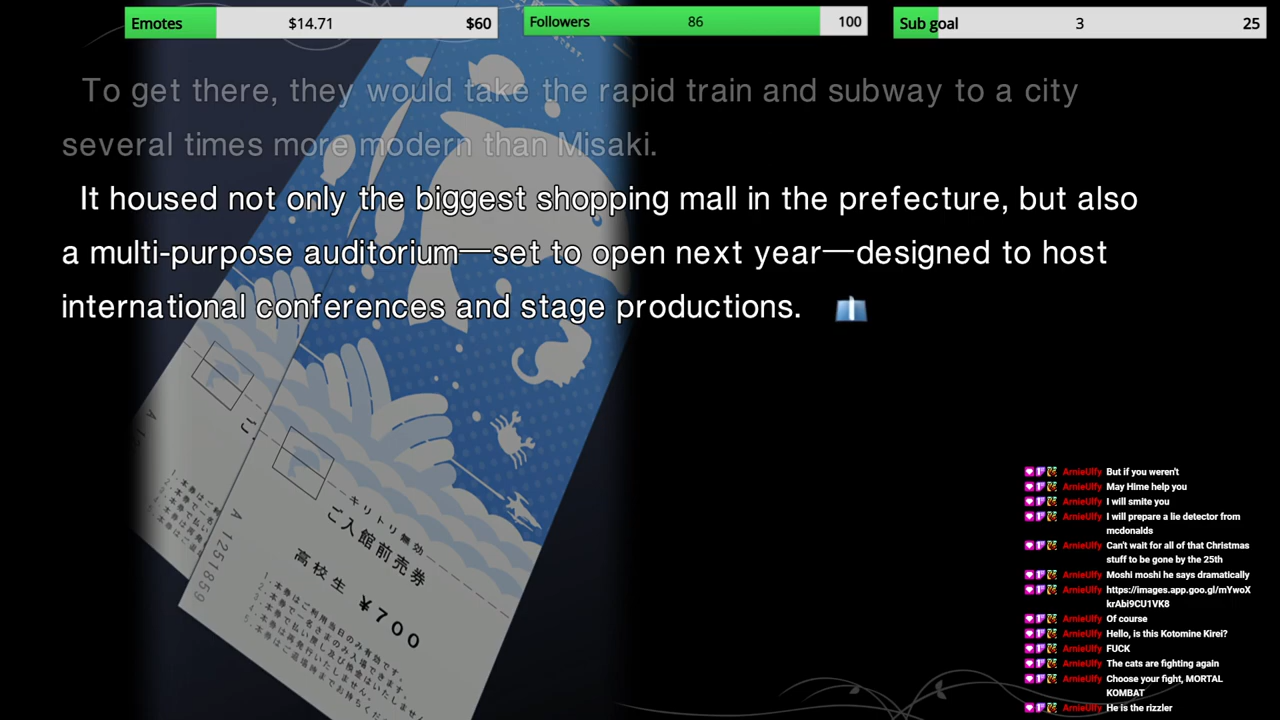 Emotes $14.71 $60
Followers 86 100
Sub goal 3 25
To get there, they would take the rapid train and subway to a city
several times more modern than Misaki.
It housed not only the biggest shopping mall in the prefecture, but also
a multi-purpose auditorium—set to open next year—designed to host
international conferences and stage productions.
キリトリ無効
ご入館前売券
高校生 ¥700
A 1251859
ArnieUlfy But if you weren't
ArnieUlfy May Hime help you
ArnieUlfy I will smite you
ArnieUlfy I will prepare a lie detector from
mcdonalds
ArnieUlfy Can't wait for all of that Christmas
stuff to be gone by the 25th
ArnieUlfy Moshi moshi he says dramatically
ArnieUlfy https://images.app.goo.gl/mYwoX
krAbi9CU1VK8
ArnieUlfy Of course
ArnieUlfy Hello, is this Kotomine Kirei?
ArnieUlfy FUCK
ArnieUlfy The cats are fighting again
ArnieUlfy Choose your fight, MORTAL
KOMBAT
ArnieUlfy He is the rizzler